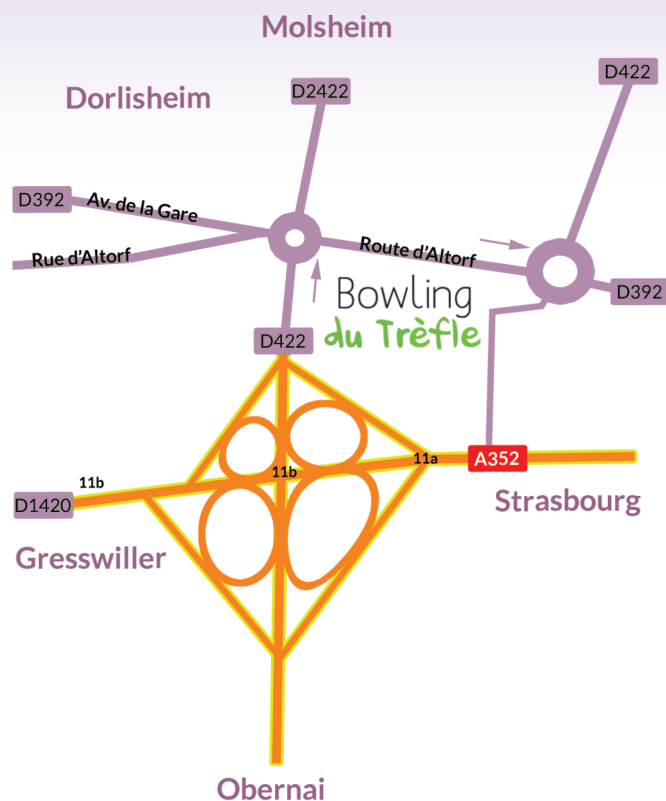 Molsheim
D422
D2422
Dorlisheim
D392
Av. de la Gare
Rue d'Altorf
Route d'Altorf
D392
Bowling
du Trèfle
D422
11a
A352
11b
11b
D1420
Strasbourg
Gresswiller
Obernai